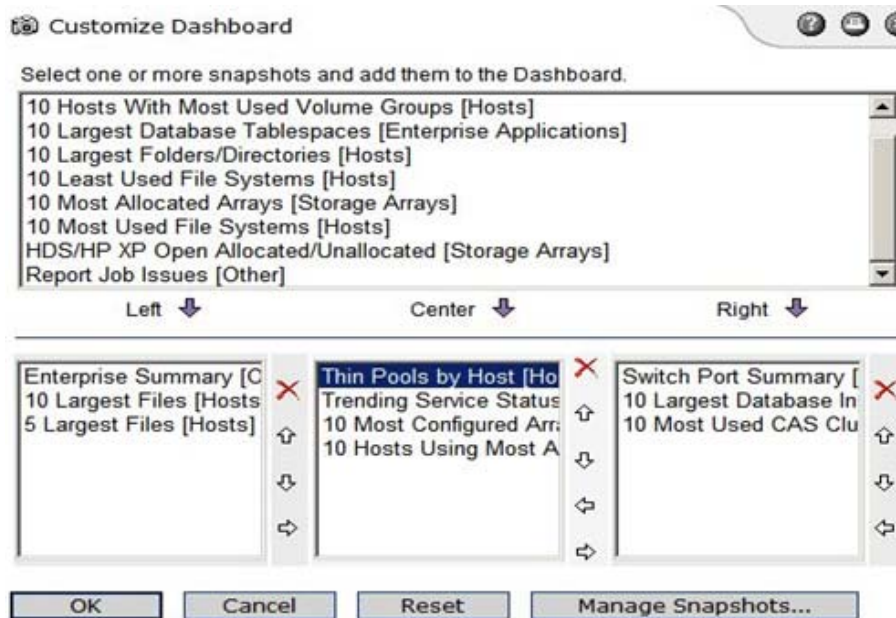 Customize Dashboard
Select one or more snapshots and add them to the Dashboard.
10 Hosts With Most Used Volume Groups [Hosts]
10 Largest Database Tablespaces [Enterprise Applications]
10 Largest Folders/Directories [Hosts]
10 Least Used File Systems [Hosts]
10 Most Allocated Arrays [Storage Arrays]
10 Most Used File Systems [Hosts]
HDS/HP XP Open Allocated/Unallocated [Storage Arrays]
Report Job Issues [Other]
Left Center Right
Enterprise Summary [O
10 Largest Files [Hosts
5 Largest Files [Hosts]
Thin Pools by Host [Ho
Trending Service Status
10 Most Configured Arra
10 Hosts Using Most A
Switch Port Summary [
10 Largest Database In
10 Most Used CAS Clu
OK Cancel Reset Manage Snapshots...